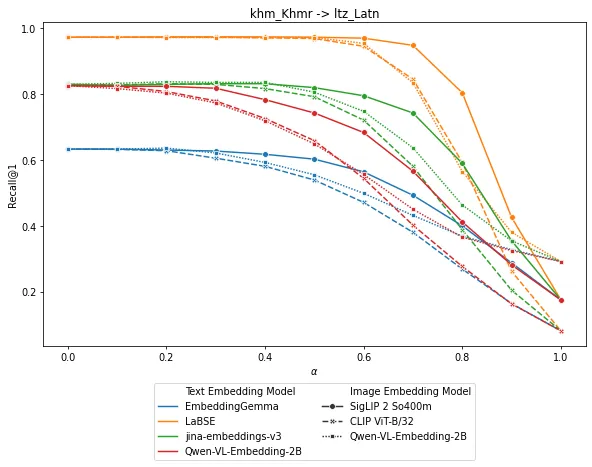 khm_Khmr -> ltz_Latn
Recall@1
1.0
0.8
0.6
0.4
0.2
0.0 0.2 0.4 0.6 0.8 1.0
α
Text Embedding Model
EmbeddingGemma
LaBSE
jina-embeddings-v3
Qwen-VL-Embedding-2B
Image Embedding Model
SigLIP 2 So400m
CLIP ViT-B/32
Qwen-VL-Embedding-2B